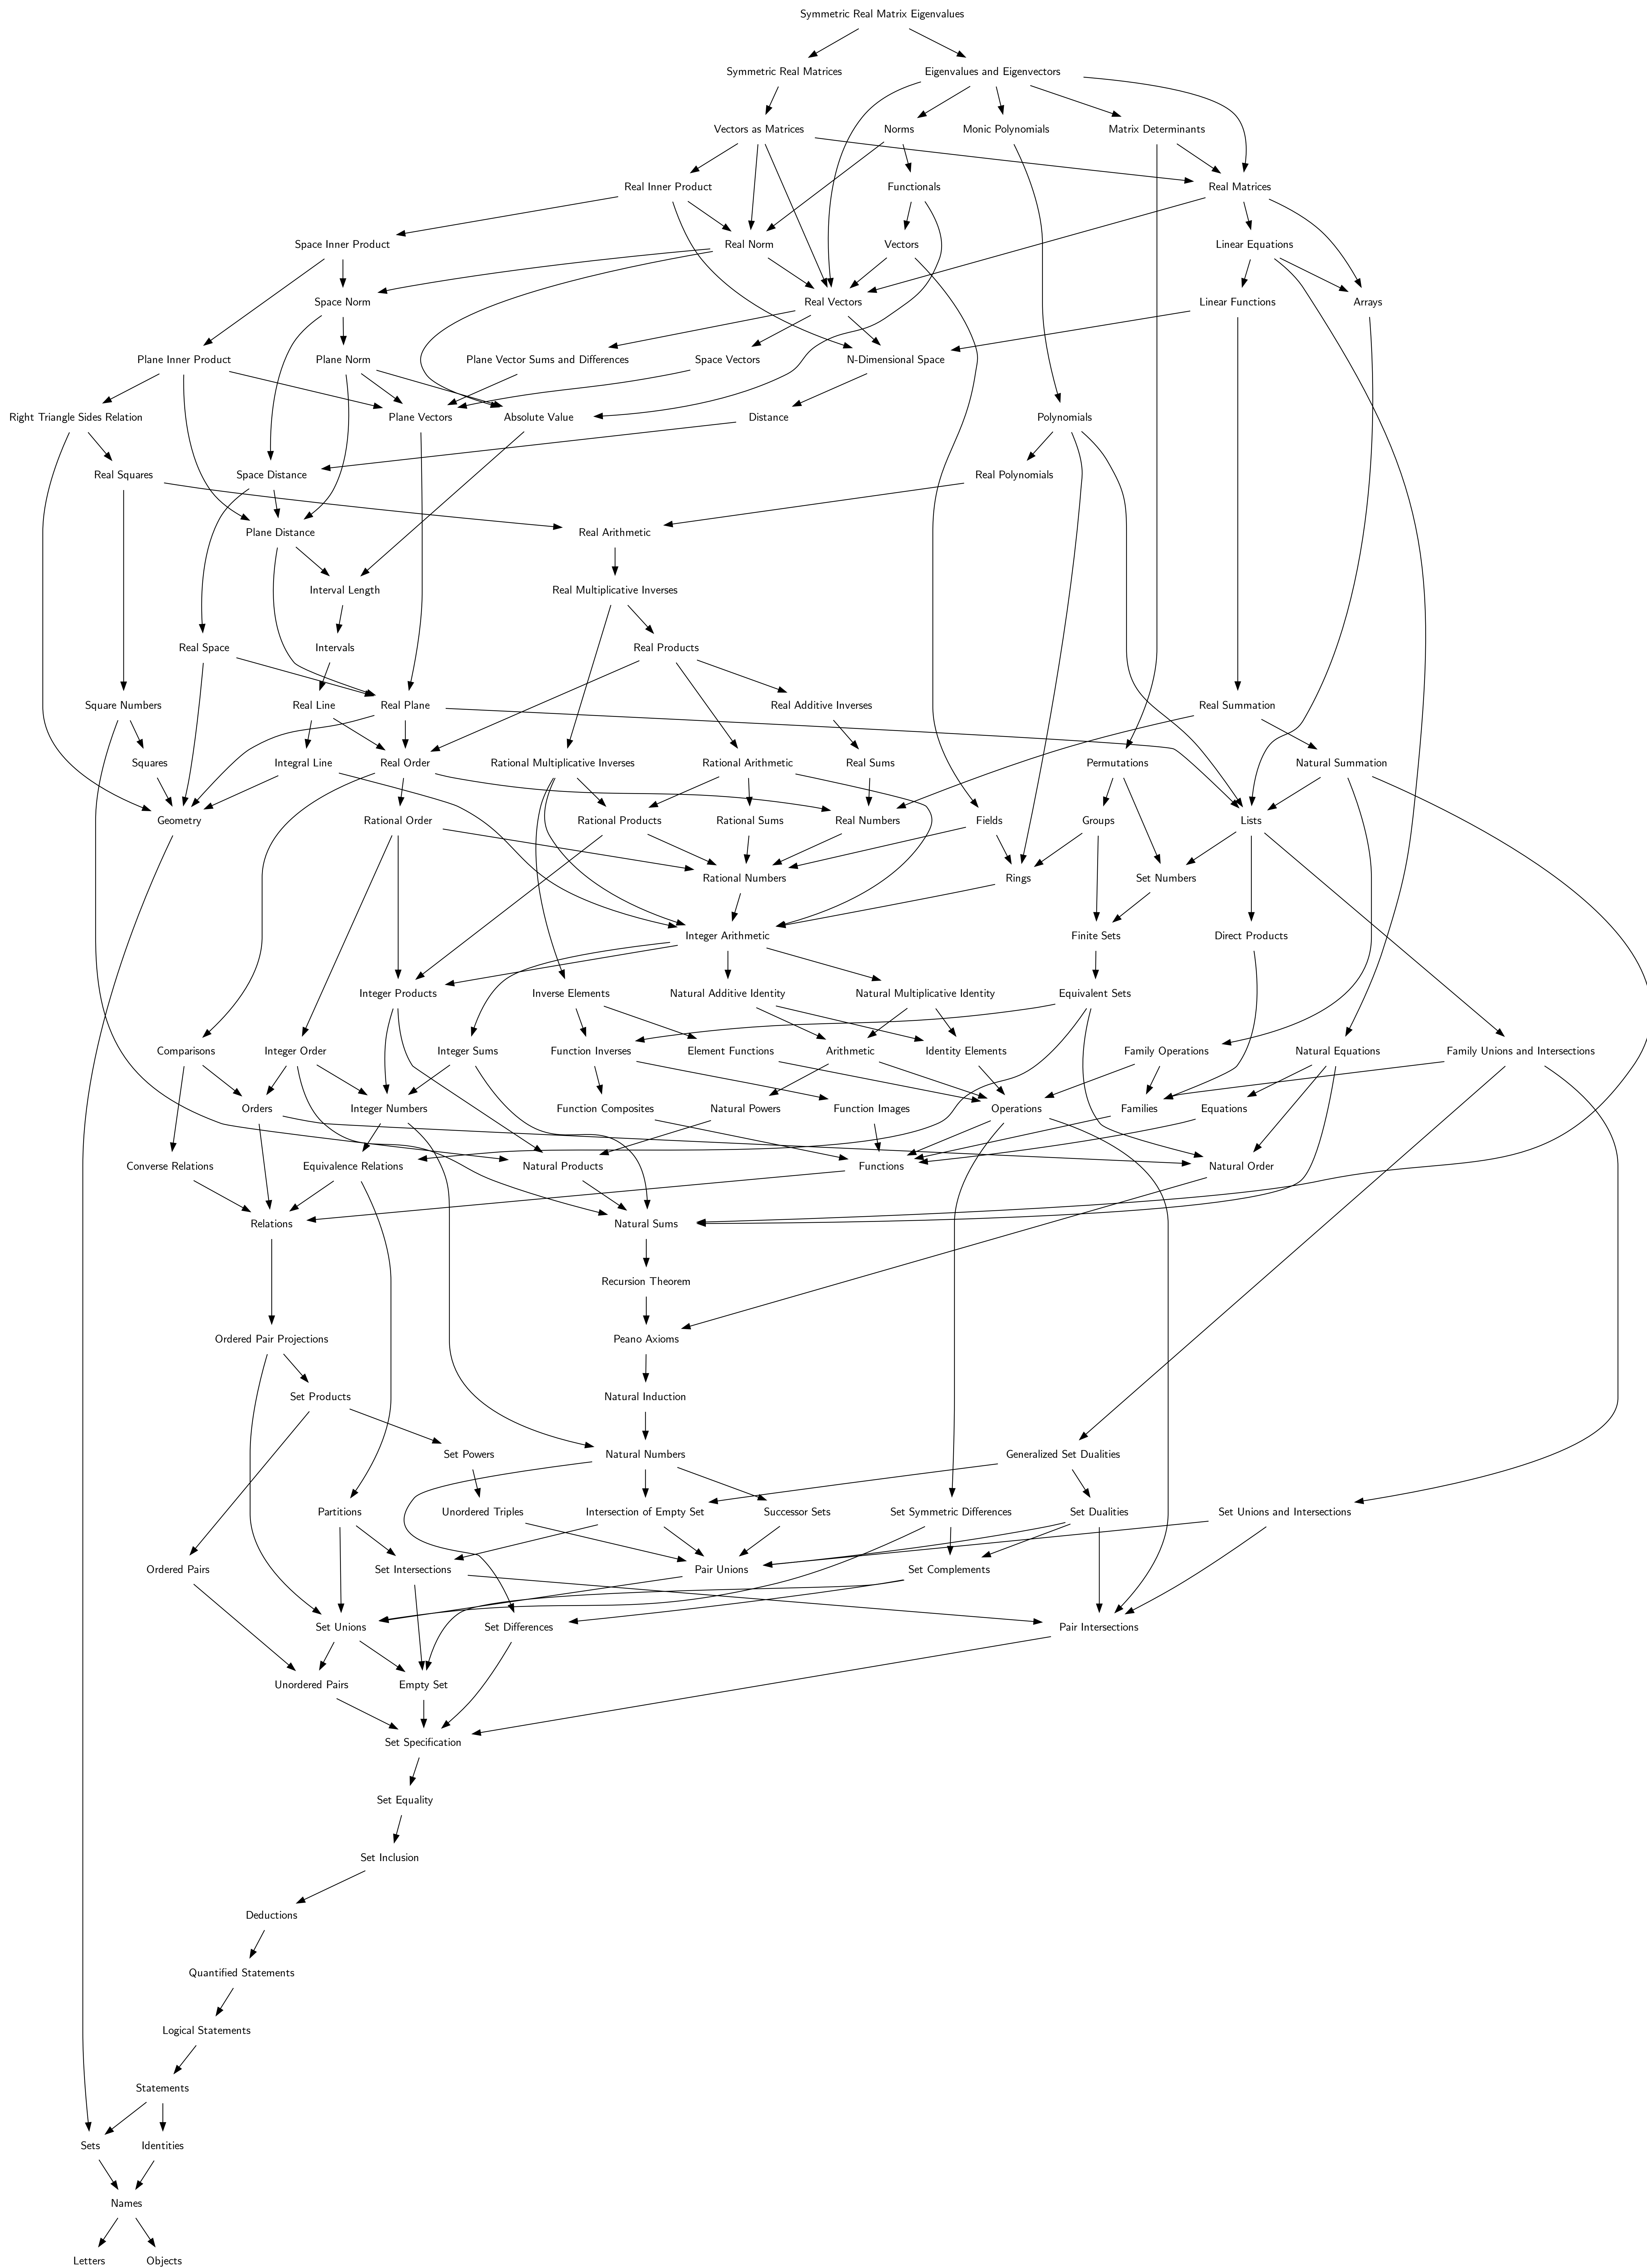 Symmetric Real Matrix Eigenvalues
Symmetric Real Matrices
Eigenvalues and Eigenvectors
Vectors as Matrices
Norms
Monic Polynomials
Matrix Determinants
Real Inner Product
Functionals
Real Matrices
Space Inner Product
Real Norm
Vectors
Linear Equations
Space Norm
Real Vectors
Linear Functions
Arrays
Plane Inner Product
Plane Norm
Plane Vector Sums and Differences
Space Vectors
N-Dimensional Space
Right Triangle Sides Relation
Plane Vectors
Absolute Value
Distance
Polynomials
Real Squares
Space Distance
Real Polynomials
Plane Distance
Real Arithmetic
Interval Length
Real Multiplicative Inverses
Real Space
Intervals
Real Products
Square Numbers
Real Line
Real Plane
Real Additive Inverses
Real Summation
Squares
Integral Line
Real Order
Rational Multiplicative Inverses
Rational Arithmetic
Real Sums
Permutations
Natural Summation
Geometry
Rational Order
Rational Products
Rational Sums
Real Numbers
Fields
Groups
Lists
Rational Numbers
Rings
Set Numbers
Integer Arithmetic
Finite Sets
Direct Products
Integer Products
Inverse Elements
Natural Additive Identity
Natural Multiplicative Identity
Equivalent Sets
Comparisons
Integer Order
Integer Sums
Function Inverses
Element Functions
Arithmetic
Identity Elements
Family Operations
Natural Equations
Family Unions and Intersections
Orders
Integer Numbers
Function Composites
Natural Powers
Function Images
Operations
Families
Equations
Converse Relations
Equivalence Relations
Natural Products
Functions
Natural Order
Relations
Natural Sums
Recursion Theorem
Ordered Pair Projections
Peano Axioms
Set Products
Natural Induction
Set Powers
Natural Numbers
Generalized Set Dualities
Partitions
Unordered Triples
Intersection of Empty Set
Successor Sets
Set Symmetric Differences
Set Dualities
Set Unions and Intersections
Ordered Pairs
Set Intersections
Pair Unions
Set Complements
Set Unions
Set Differences
Pair Intersections
Unordered Pairs
Empty Set
Set Specification
Set Equality
Set Inclusion
Deductions
Quantified Statements
Logical Statements
Statements
Sets
Identities
Names
Letters
Objects